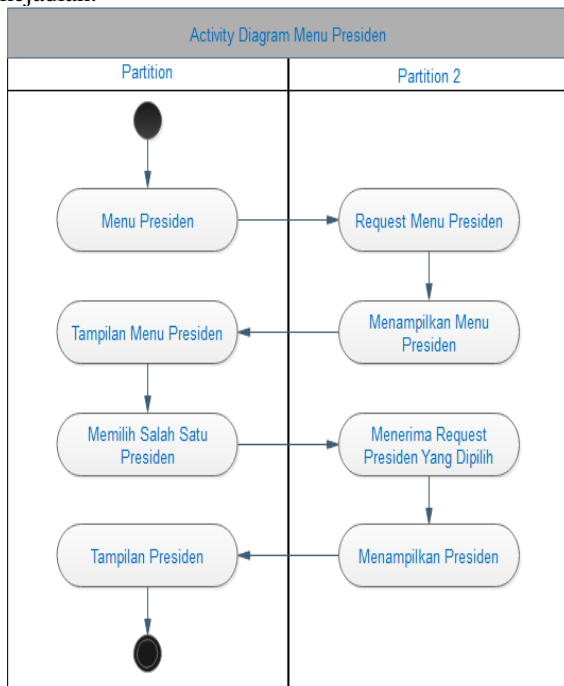 Activity Diagram Menu Presiden
Partition
Partition 2
Menu Presiden
Request Menu Presiden
Tampilan Menu Presiden
Menampilkan Menu
Presiden
Memilih Salah Satu
Presiden
Menerima Request
Presiden Yang Dipilih
Tampilan Presiden
Menampilkan Presiden